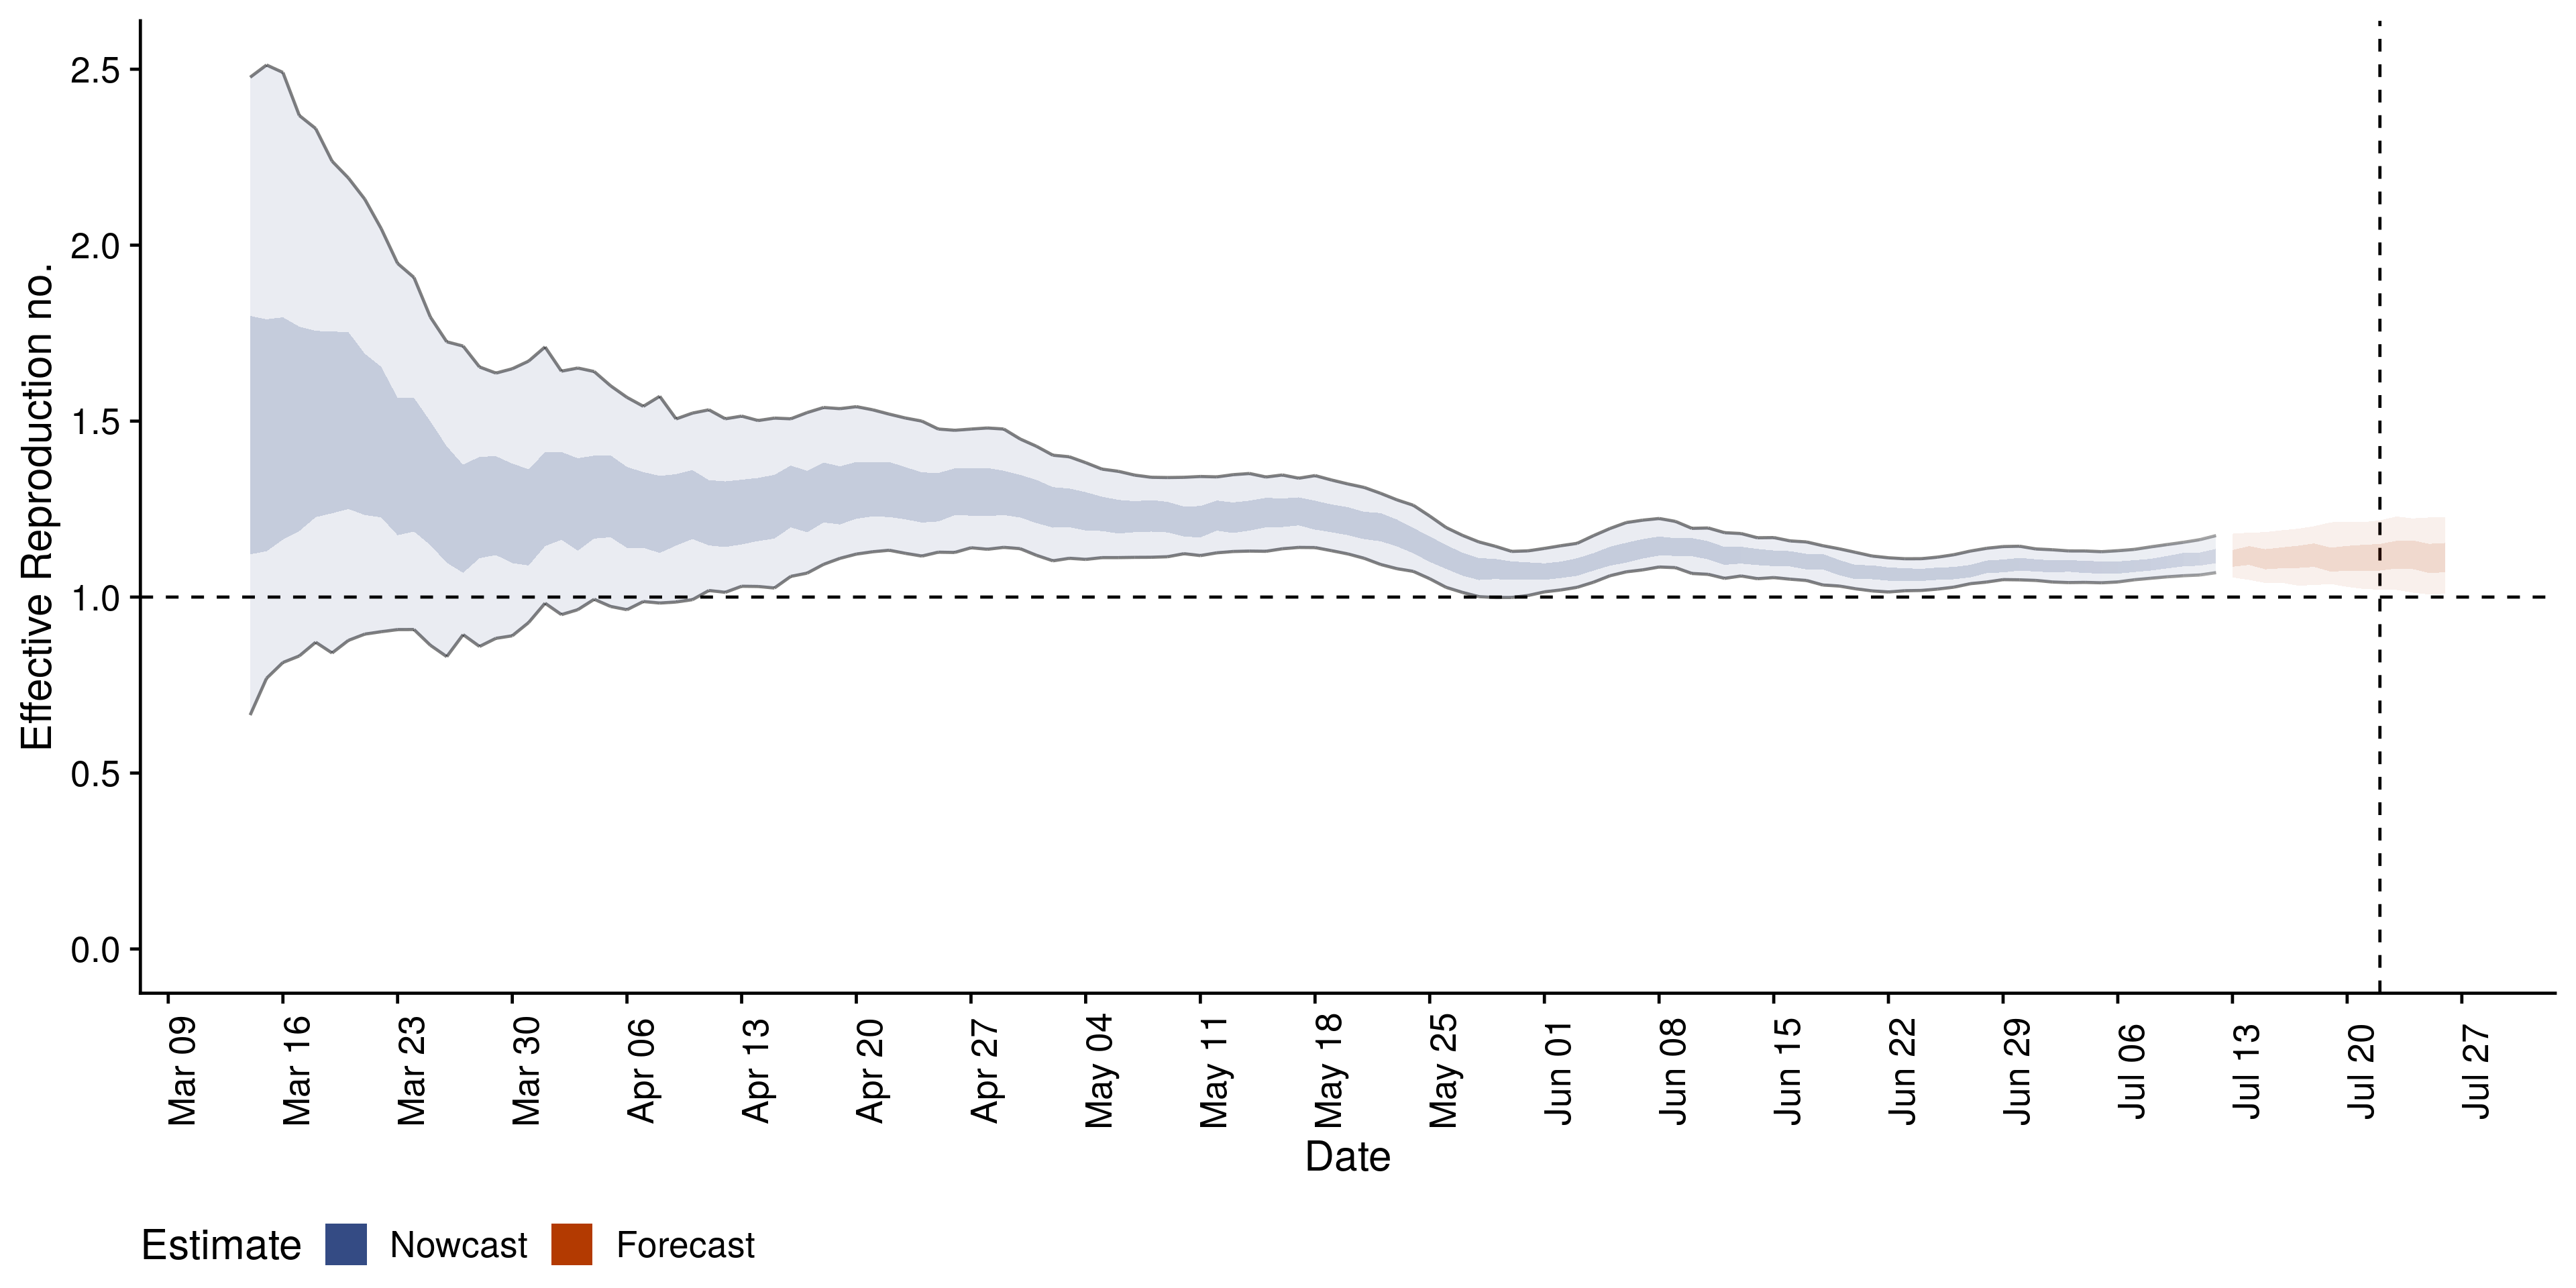 Effective Reproduction no.
2.5
2.0
1.5
1.0
0.5
0.0
Mar 09
Mar 16
Mar 23
Mar 30
Apr 06
Apr 13
Apr 20
Apr 27
May 04
May 11
May 18
May 25
Jun 01
Jun 08
Jun 15
Jun 22
Jun 29
Jul 06
Jul 13
Jul 20
Jul 27
Date
Estimate Nowcast Forecast